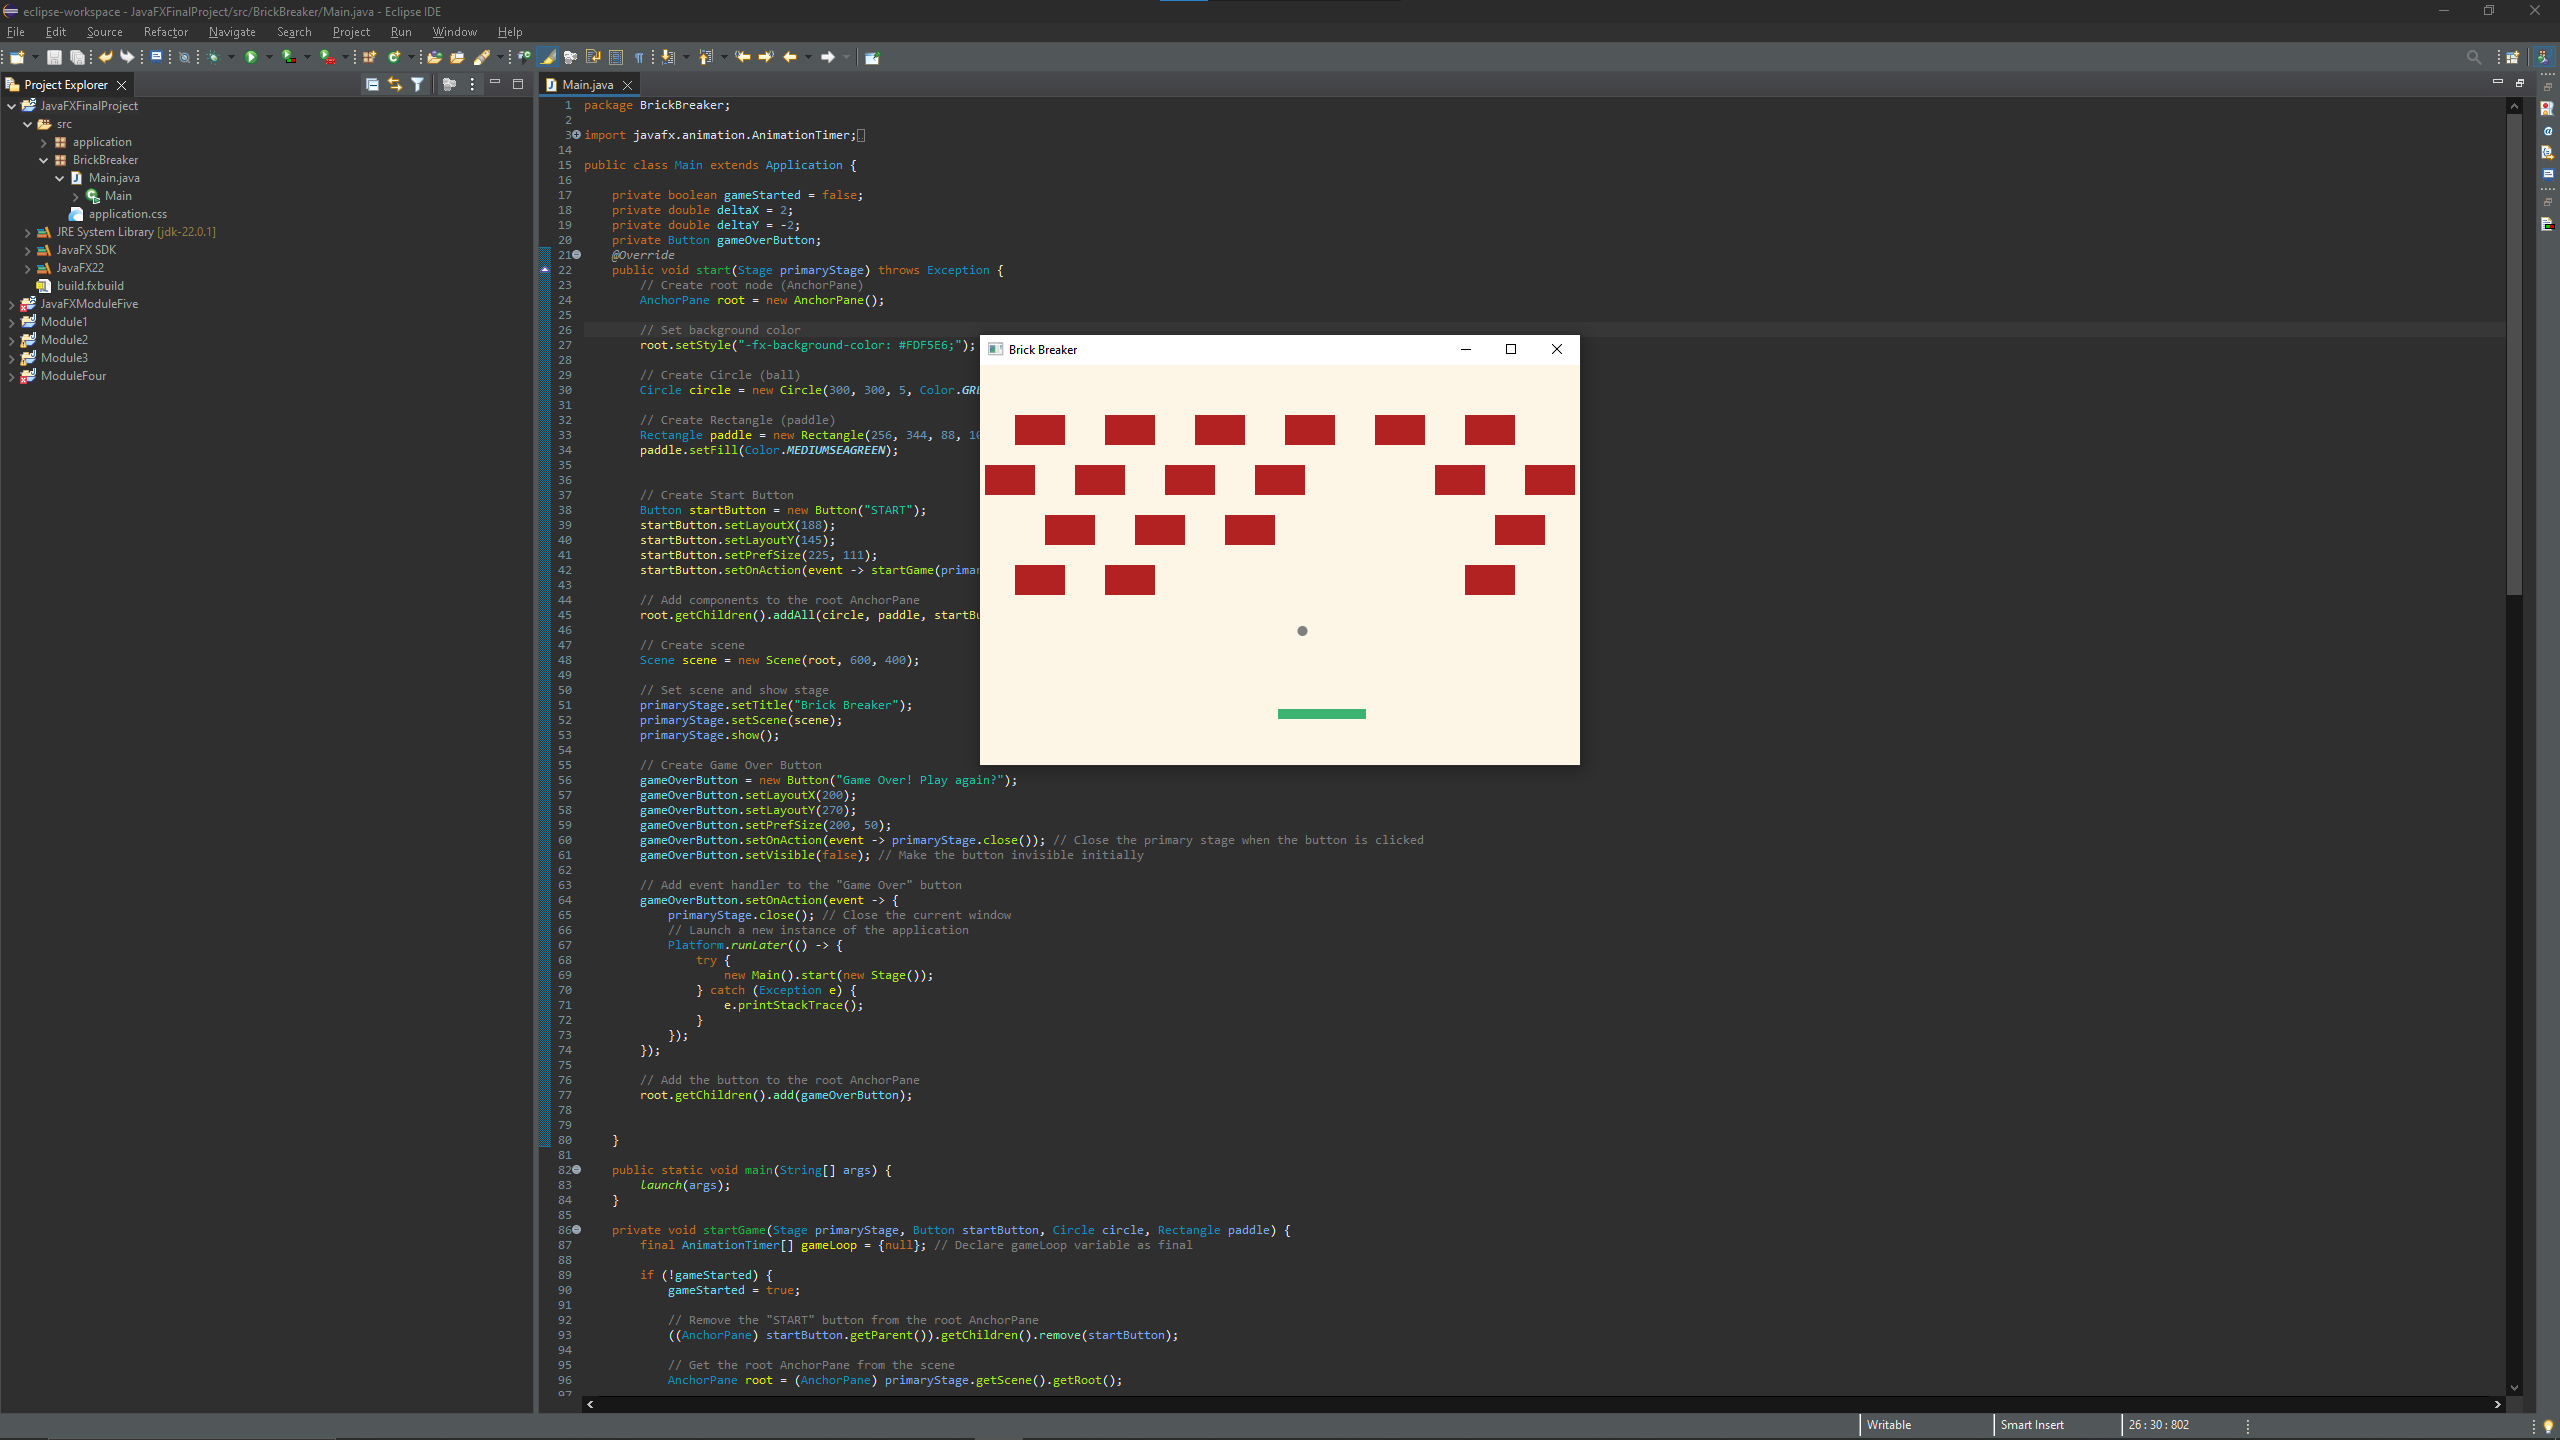 eclipse-workspace - JavaFXFinalProject/src/BrickBreaker/Main.java - Eclipse IDE
File Edit Source Refactor Navigate Search Project Run Window Help
Project Explorer
JavaFXFinalProject
src
application
BrickBreaker
Main.java
Main
application.css
JRE System Library [jdk-22.0.1]
JavaFX SDK
JavaFX22
build.fxbuild
JavaFXModuleFive
Module1
Module2
Module3
ModuleFour
Main.java
1 package BrickBreaker;
2
3 import javafx.animation.AnimationTimer;
14
15 public class Main extends Application {
16
17 private boolean gameStarted = false;
18 private double deltaX = 2;
19 private double deltaY = -2;
20 private Button gameOverButton;
21 @Override
22 public void start(Stage primaryStage) throws Exception {
23 // Create root node (AnchorPane)
24 AnchorPane root = new AnchorPane();
25
26 // Set background color
27 root.setStyle("-fx-background-color: #FDF5E6;");
28
29 // Create Circle (ball)
30 Circle circle = new Circle(300, 300, 5, Color.GRE
31
32 // Create Rectangle (paddle)
33 Rectangle paddle = new Rectangle(256, 344, 88, 10
34 paddle.setFill(Color.MEDIUMSEAGREEN);
35
36
37 // Create Start Button
38 Button startButton = new Button("START");
39 startButton.setLayoutX(188);
40 startButton.setLayoutY(145);
41 startButton.setPrefSize(225, 111);
42 startButton.setOnAction(event -> startGame(primar
43
44 // Add components to the root AnchorPane
45 root.getChildren().addAll(circle, paddle, startBu
46
47 // Create scene
48 Scene scene = new Scene(root, 600, 400);
49
50 // Set scene and show stage
51 primaryStage.setTitle("Brick Breaker");
52 primaryStage.setScene(scene);
53 primaryStage.show();
54
55 // Create Game Over Button
56 gameOverButton = new Button("Game Over! Play again?");
57 gameOverButton.setLayoutX(200);
58 gameOverButton.setLayoutY(270);
59 gameOverButton.setPrefSize(200, 50);
60 gameOverButton.setOnAction(event -> primaryStage.close()); // Close the primary stage when the button is clicked
61 gameOverButton.setVisible(false); // Make the button invisible initially
62
63 // Add event handler to the "Game Over" button
64 gameOverButton.setOnAction(event -> {
65 primaryStage.close(); // Close the current window
66 // Launch a new instance of the application
67 Platform.runLater(() -> {
68 try {
69 new Main().start(new Stage());
70 } catch (Exception e) {
71 e.printStackTrace();
72 }
73 });
74 });
75
76 // Add the button to the root AnchorPane
77 root.getChildren().add(gameOverButton);
78
79
80 }
81
82 public static void main(String[] args) {
83 launch(args);
84 }
85
86 private void startGame(Stage primaryStage, Button startButton, Circle circle, Rectangle paddle) {
87 final AnimationTimer[] gameLoop = {null}; // Declare gameLoop variable as final
88
89 if (!gameStarted) {
90 gameStarted = true;
91
92 // Remove the "START" button from the root AnchorPane
93 ((AnchorPane) startButton.getParent()).getChildren().remove(startButton);
94
95 // Get the root AnchorPane from the scene
96 AnchorPane root = (AnchorPane) primaryStage.getScene().getRoot();
97
Brick Breaker
Writable
Smart Insert
26 : 30 : 802